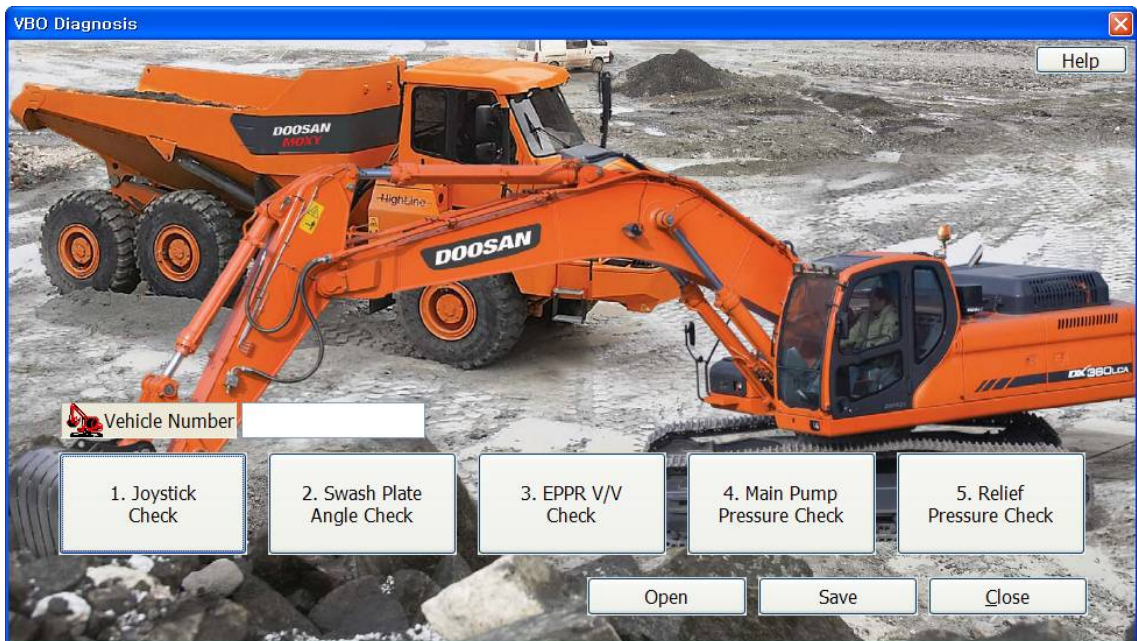 VBO Diagnosis
Help
DOOSAN
MOXY
HighLine
DOOSAN
DX380LCA
Vehicle Number
1. Joystick
Check
2. Swash Plate
Angle Check
3. EPPR V/V
Check
4. Main Pump
Pressure Check
5. Relief
Pressure Check
Open
Save
Close